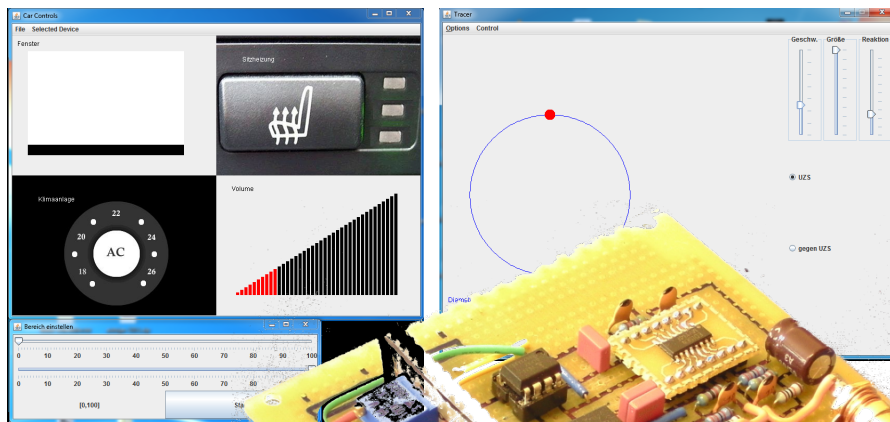 Car Controls
File Selected Device
Fenster
Sitzheizung
Klimaanlage
22
20
24
AC
18
26
Volume
Bereich einstellen
0 10 20 30 40 50 60 70 80 90 100
0 10 20 30 40 50 60 70 80
[0,100]
Tracer
Options Control
Geschw. Größe Reaktion
UZS
gegen UZS